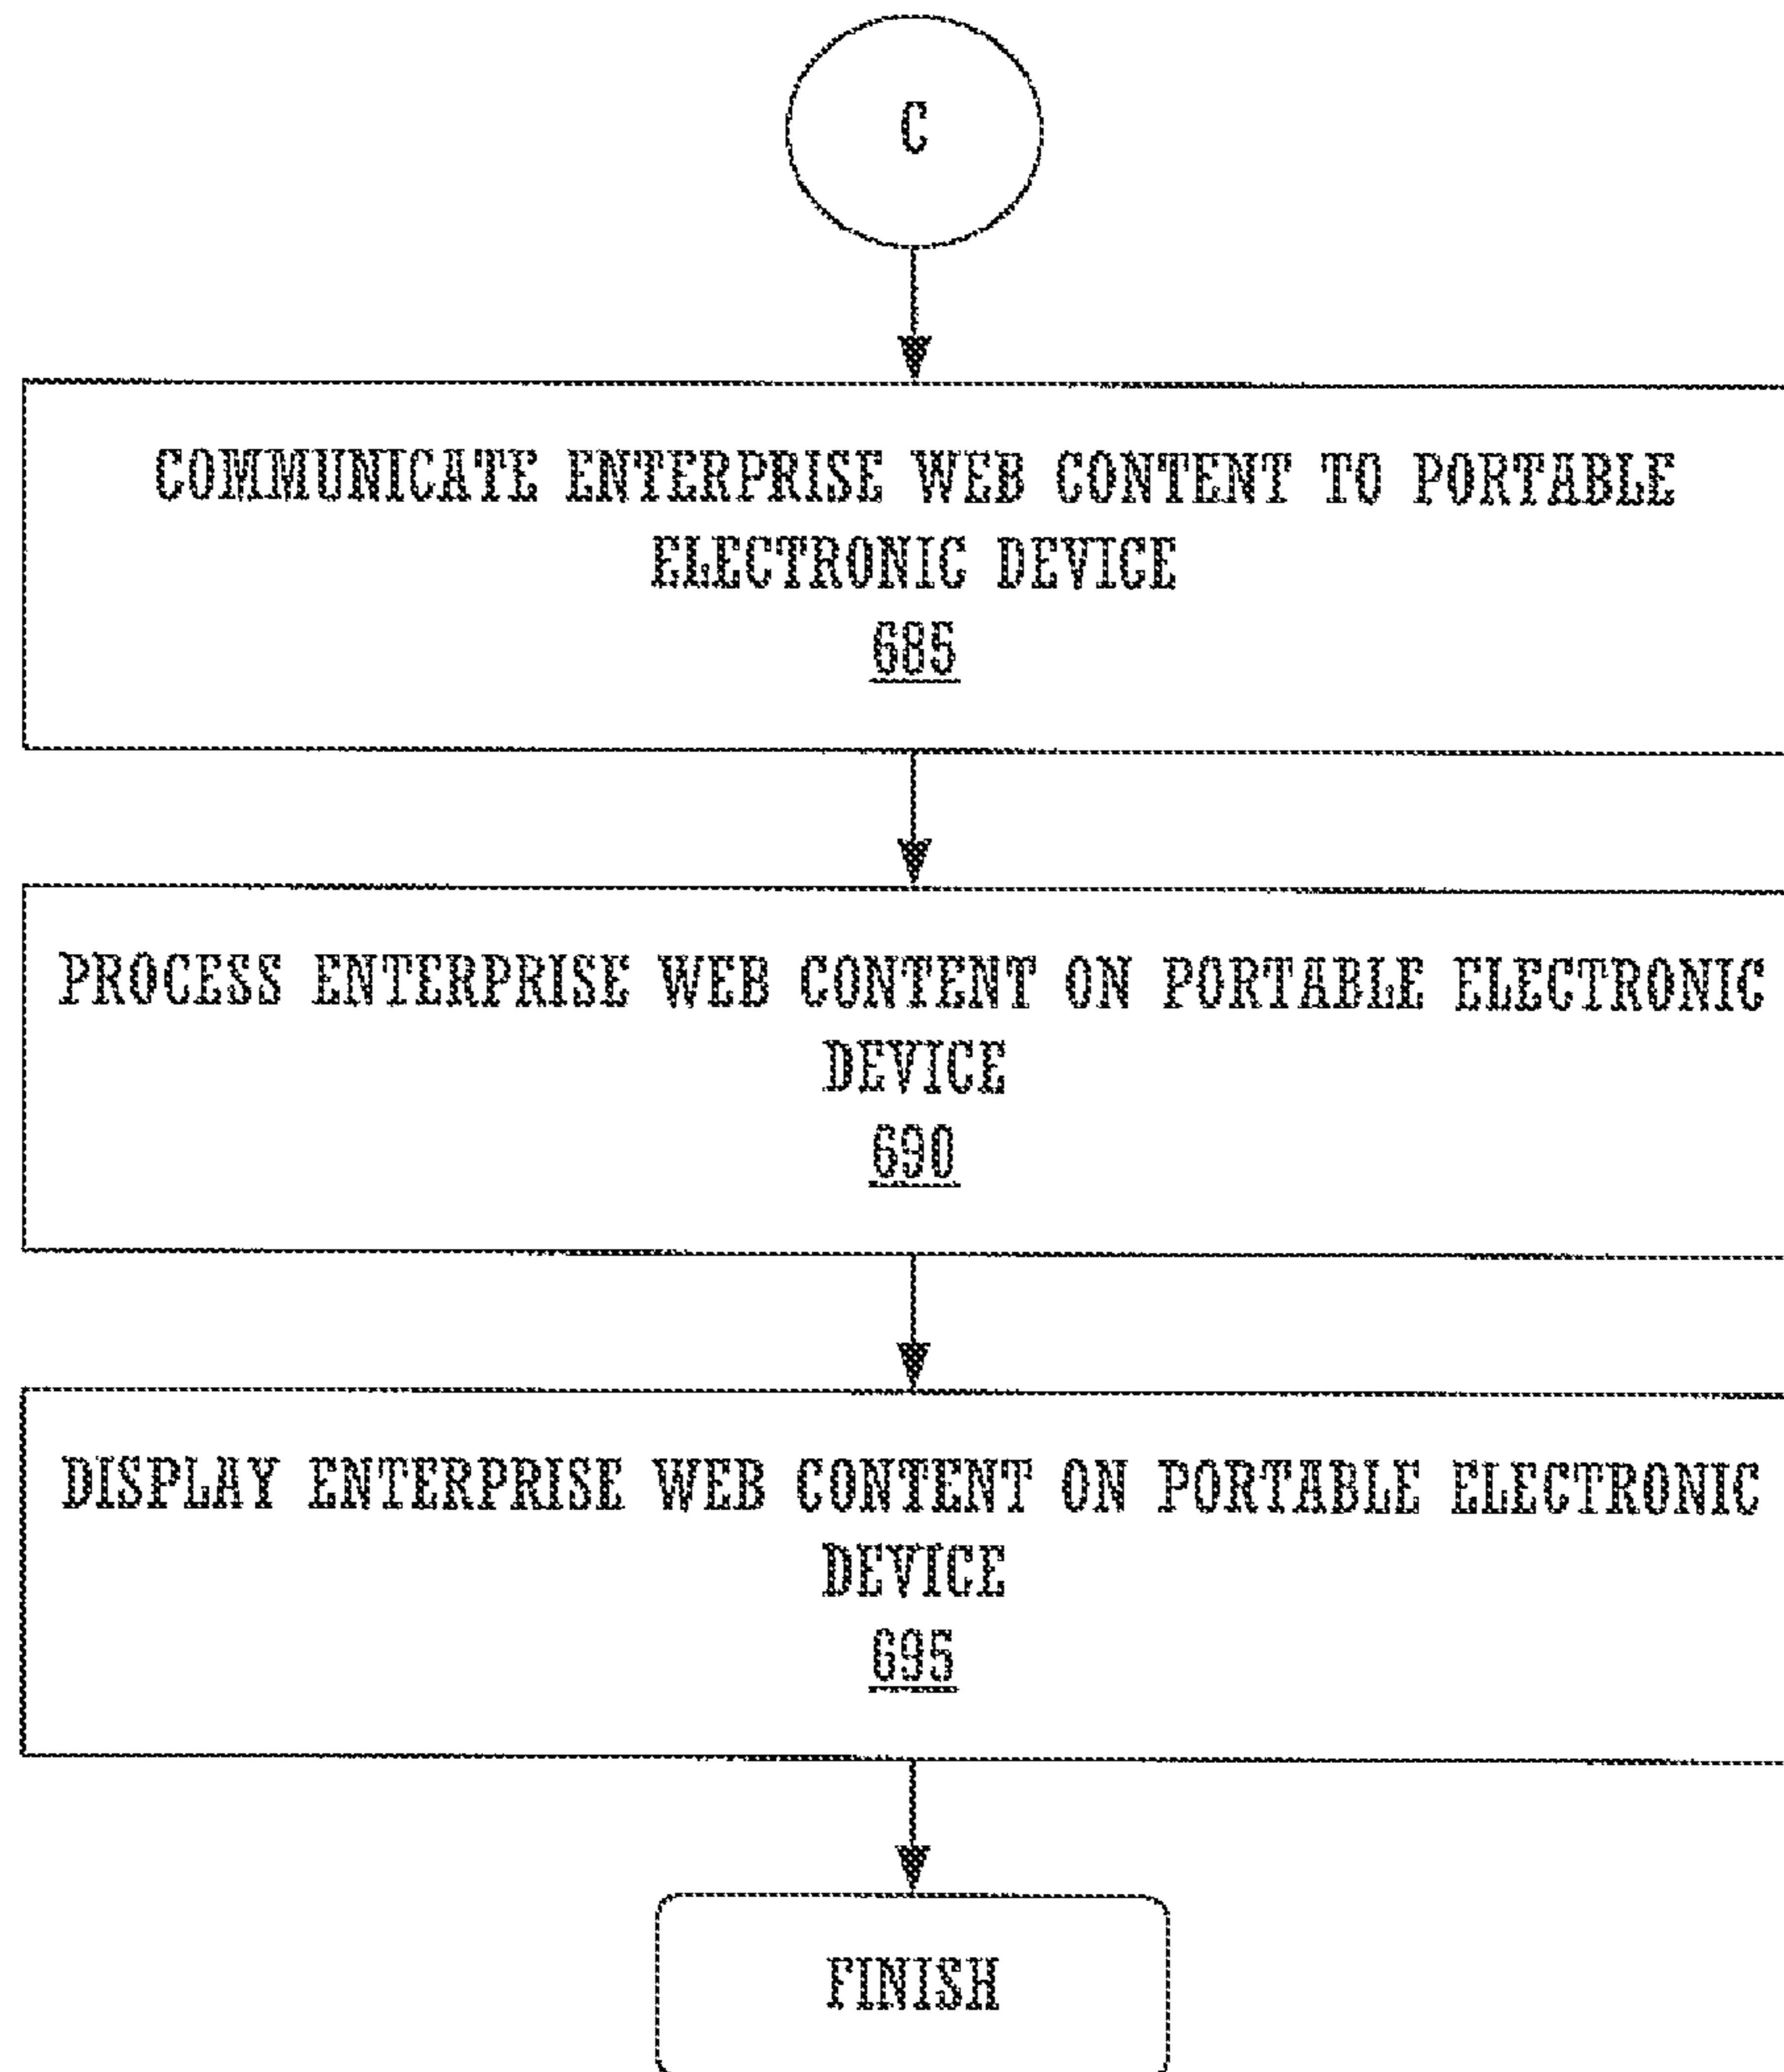 C
COMMUNICATE ENTERPRISE WEB CONTENT TO PORTABLE
ELECTRONIC DEVICE
685
PROCESS ENTERPRISE WEB CONTENT ON PORTABLE ELECTRONIC
DEVICE
690
DISPLAY ENTERPRISE WEB CONTENT ON PORTABLE ELECTRONIC
DEVICE
695
FINISH